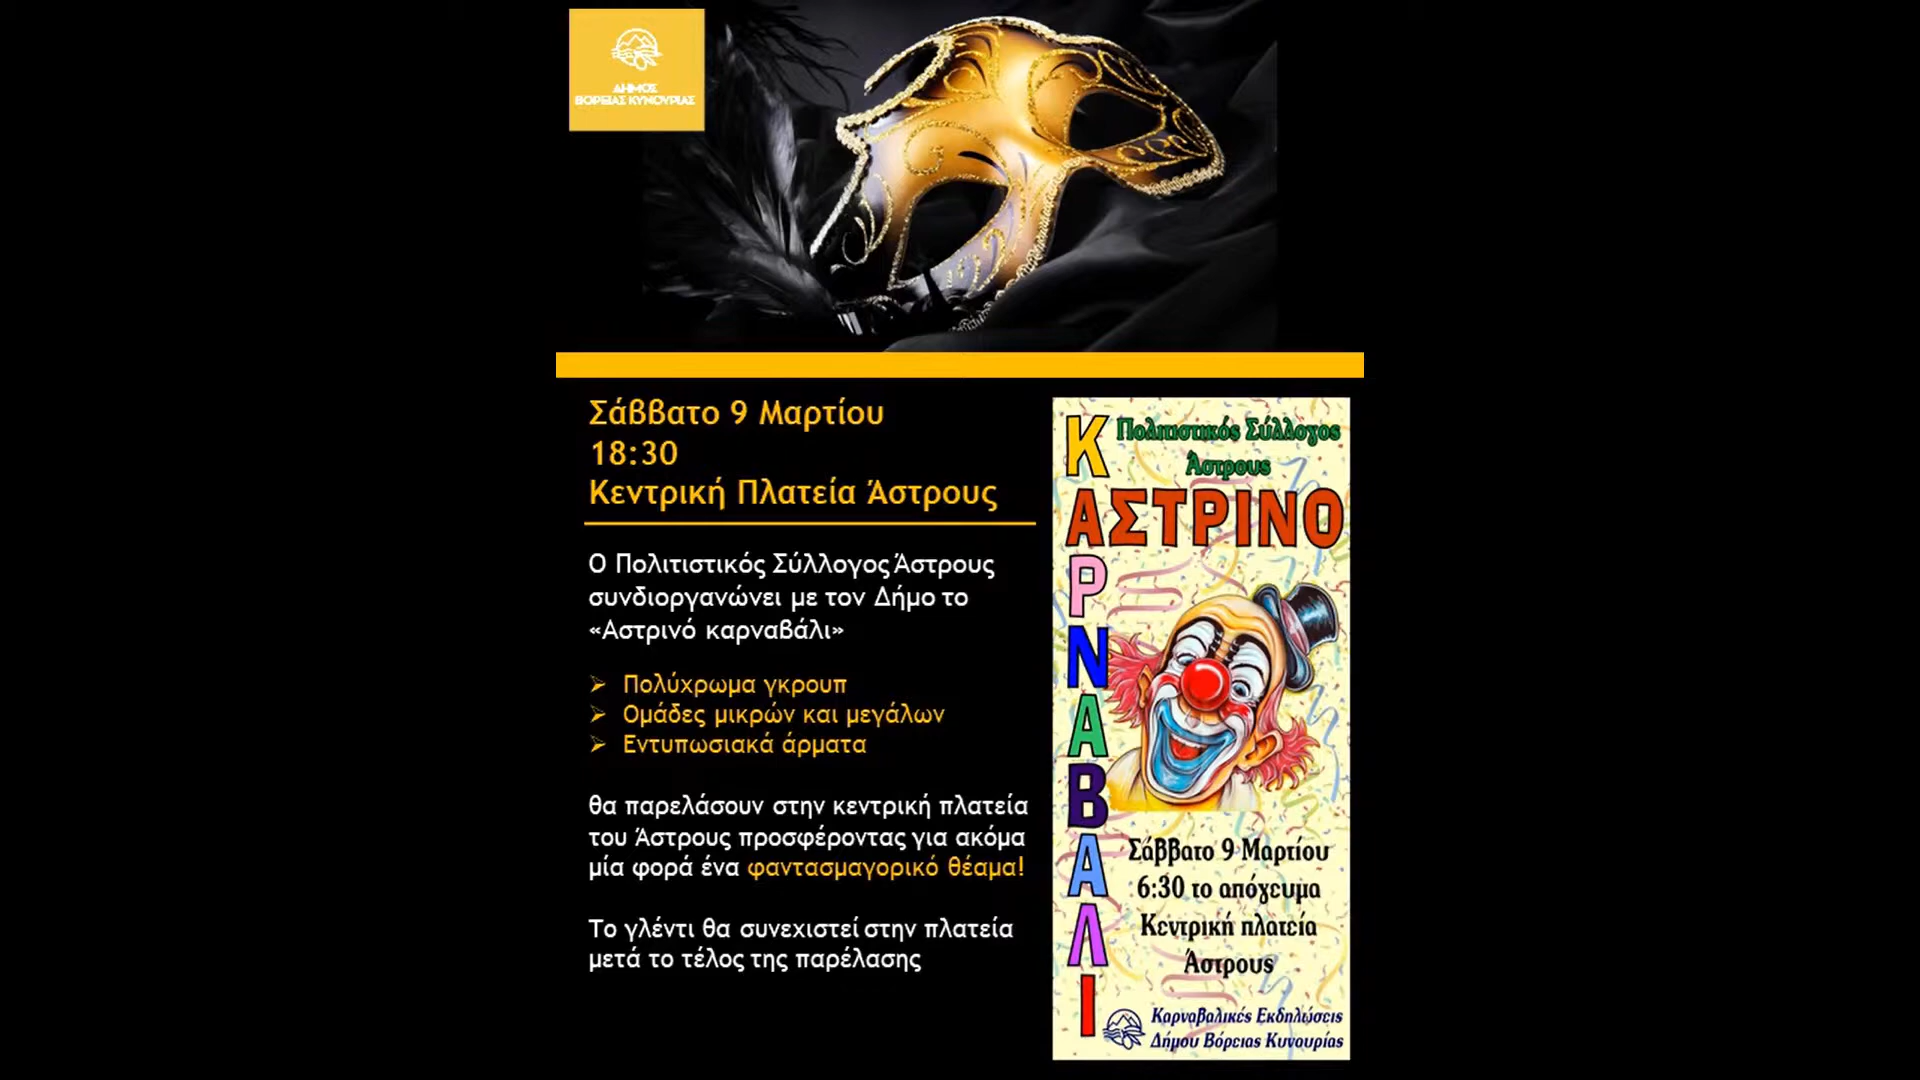 ΔΗΜΟΣ
ΒΟΡΕΙΑΣ ΚΥΝΟΥΡΙΑΣ
Σάββατο 9 Μαρτίου
18:30
Κεντρική Πλατεία Άστρους
Ο Πολιτιστικός Σύλλογος Άστρους
συνδιοργανώνει με τον Δήμο το
«Αστρινό καρναβάλι»
➢ Πολύχρωμα γκρουπ
➢ Ομάδες μικρών και μεγάλων
➢ Εντυπωσιακά άρματα
θα παρελάσουν στην κεντρική πλατεία
του Άστρους προσφέροντας για ακόμα
μία φορά ένα φαντασμαγορικό θέαμα!
Το γλέντι θα συνεχιστεί στην πλατεία
μετά το τέλος της παρέλασης
Πολιτιστικός Σύλλογος
Άστρους
ΑΣΤΡΙΝΟ
ΚΑΡΝΑΒΑΛΙ
Σάββατο 9 Μαρτίου
6:30 το απόγευμα
Κεντρική πλατεία
Άστρους
Καρναβαλικές Εκδηλώσεις
Δήμου Βόρειας Κυνουρίας